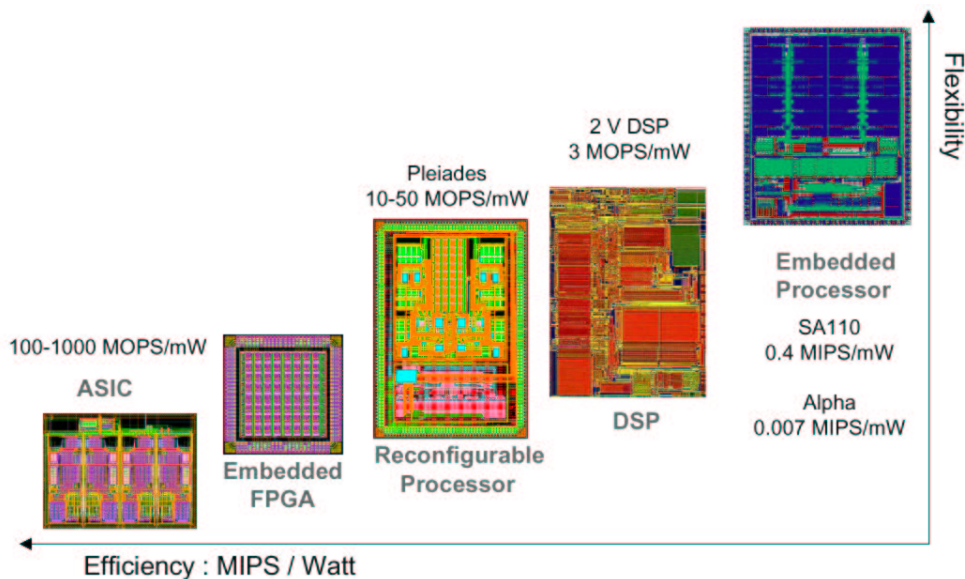 Flexibility
2 V DSP
3 MOPS/mW
Pleiades
10-50 MOPS/mW
Embedded
Processor
SA110
0.4 MIPS/mW
Alpha
0.007 MIPS/mW
100-1000 MOPS/mW
ASIC
Embedded
FPGA
Reconfigurable
Processor
DSP
Efficiency : MIPS / Watt